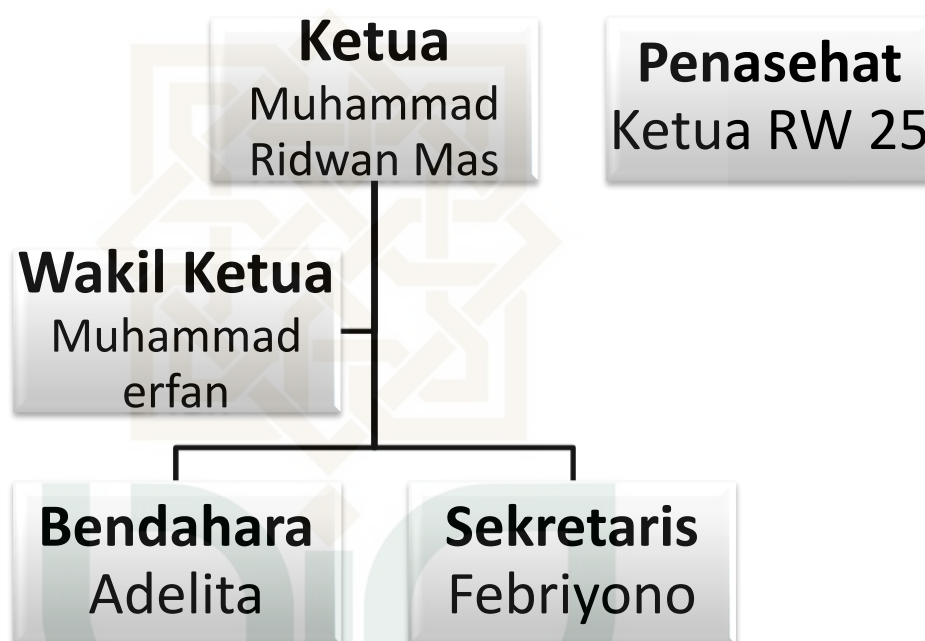 Ketua
Muhammad
Ridwan Mas
Penasehat
Ketua RW 25
Wakil Ketua
Muhammad
erfan
Bendahara
Adelita
Sekretaris
Febriyono